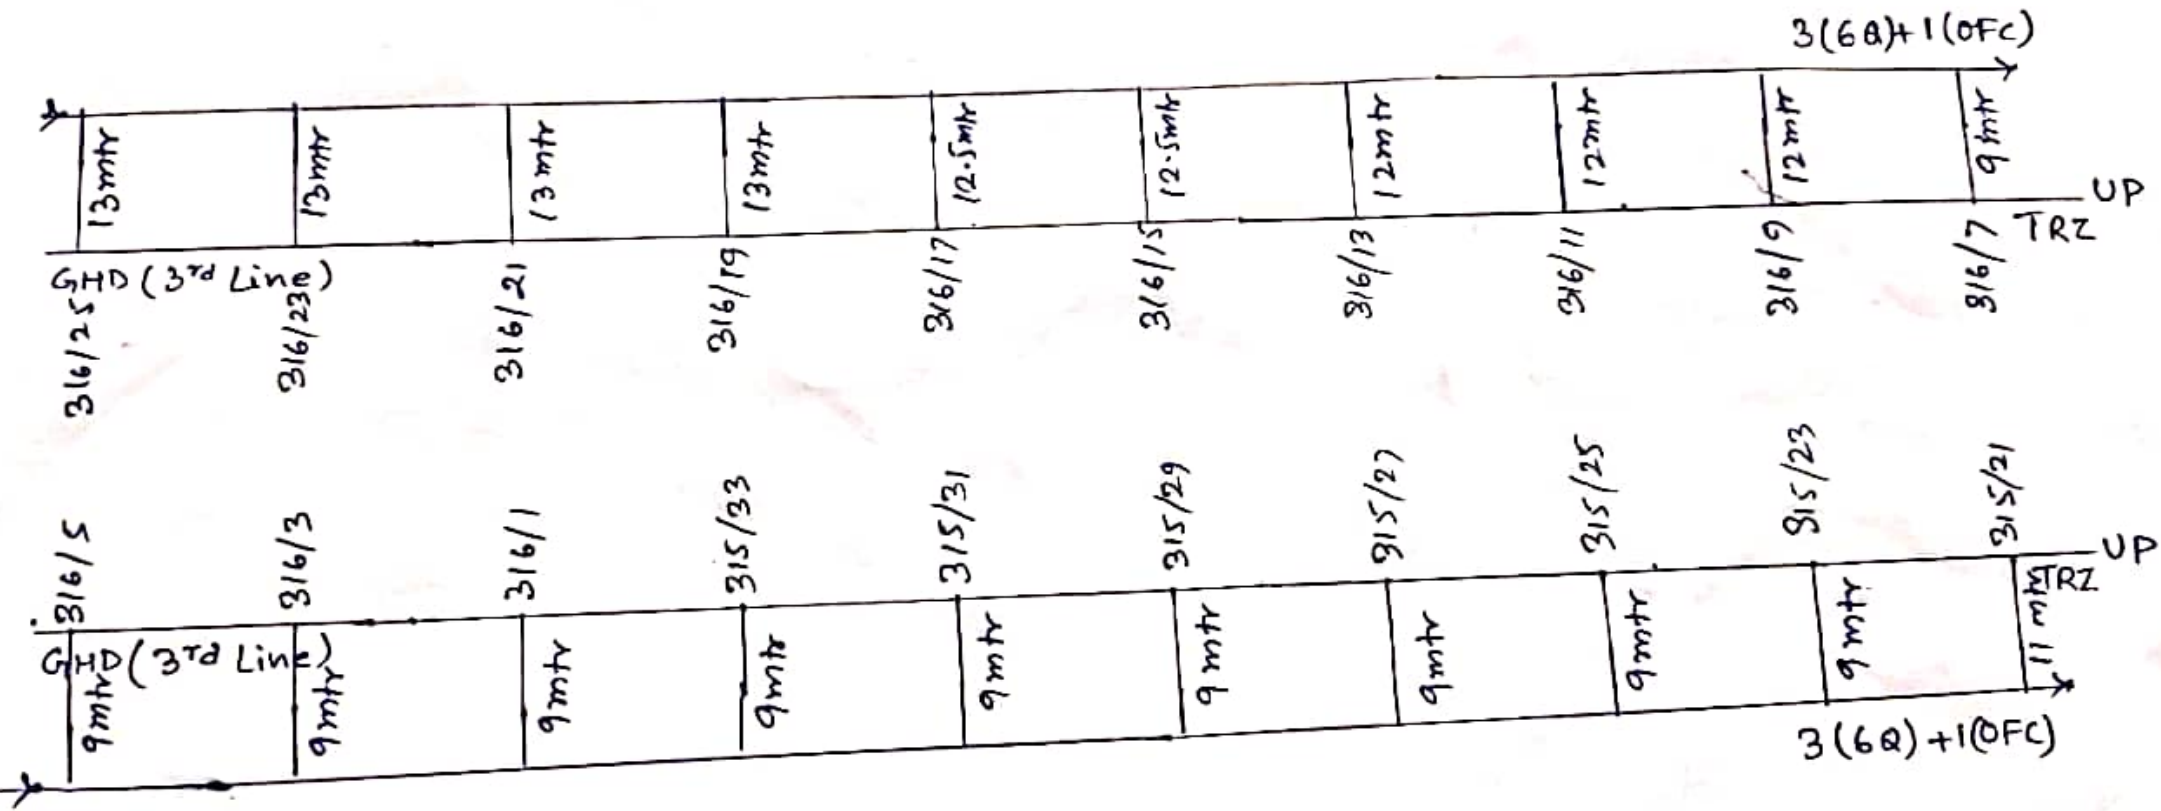 3(6Q)+1(OFC)
13mtr 13mtr 13mtr 13mtr 12.5mtr 12.5mtr 12mtr 12mtr 12mtr 9mtr
UP
GHD (3rd Line) TRZ
316/25 316/23 316/21 316/19 316/17 316/15 316/13 316/11 316/9 316/7
316/5 316/3 316/1 315/33 315/31 315/29 315/27 315/25 315/23 315/21
UP
GHD (3rd Line) TRZ
9mtr 9mtr 9mtr 9mtr 9mtr 9mtr 9mtr 9mtr 9mtr 11 mtr
3(6Q)+1(OFC)